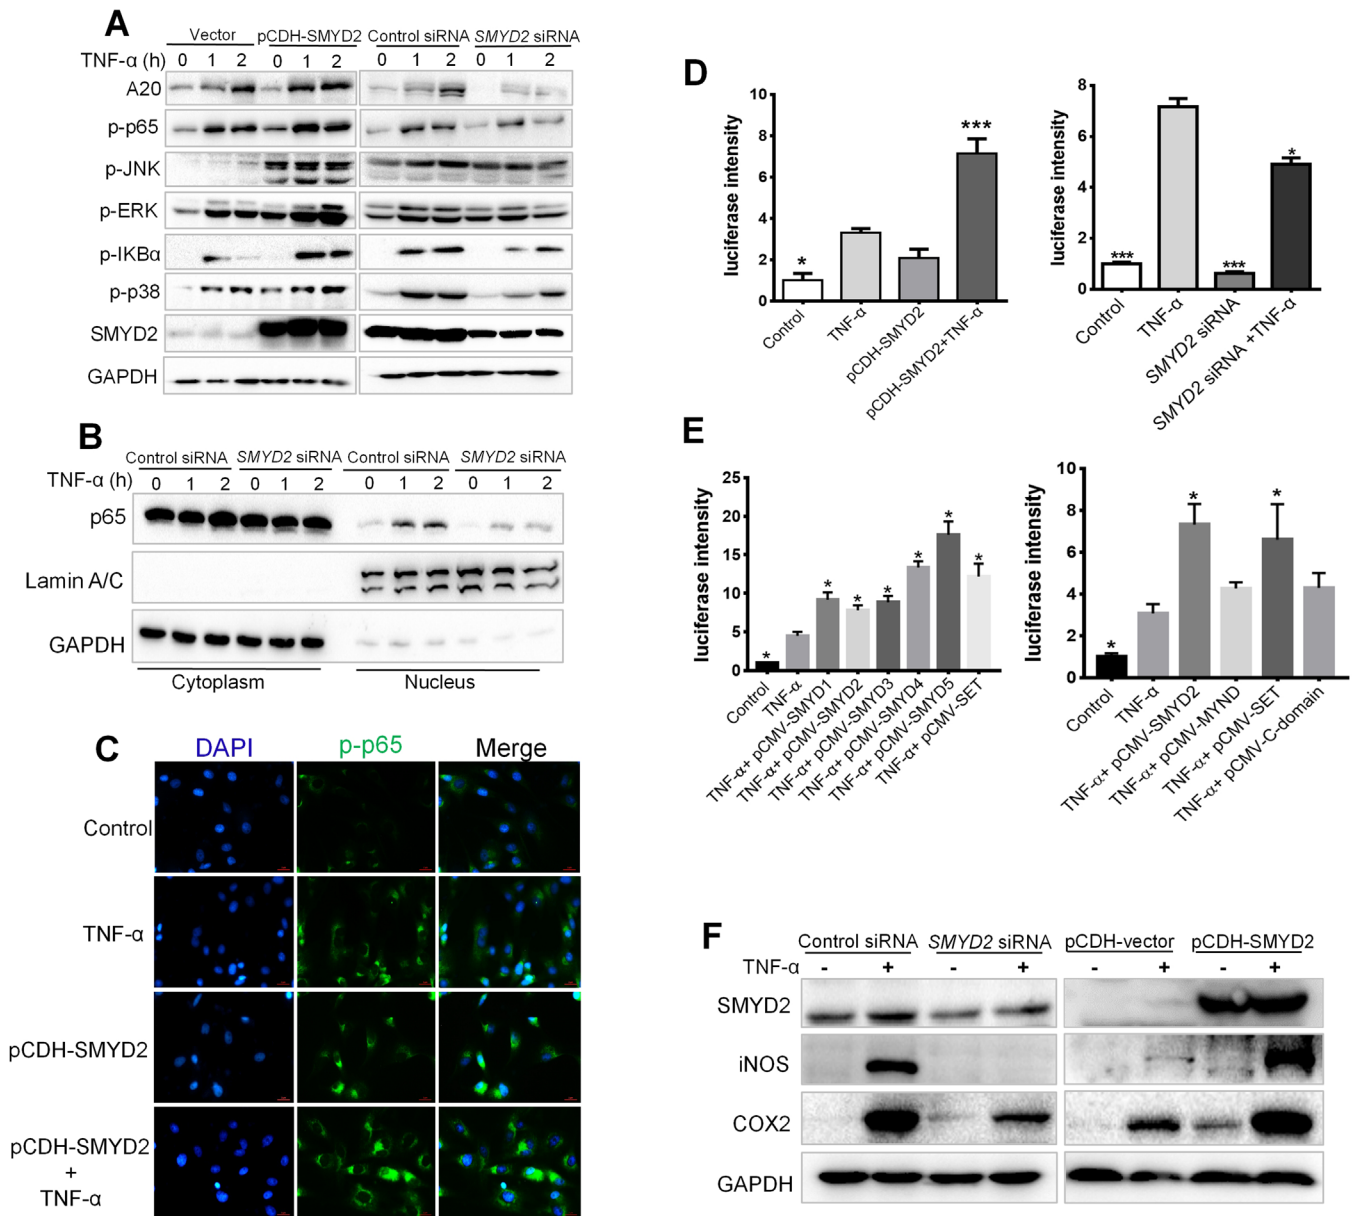 A
Vector pCDH-SMYD2 Control siRNA SMYD2 siRNA
TNF-α (h) 0 1 2 0 1 2 0 1 2 0 1 2
A20
p-p65
p-JNK
p-ERK
p-IKBα
p-p38
SMYD2
GAPDH
B
Control siRNA SMYD2 siRNA Control siRNA SMYD2 siRNA
TNF-α (h) 0 1 2 0 1 2 0 1 2 0 1 2
p65
Lamin A/C
GAPDH
Cytoplasm Nucleus
C
DAPI p-p65 Merge
Control
TNF-α
pCDH-SMYD2
pCDH-SMYD2
+
TNF-α
D
luciferase intensity
10
8
6
4
2
0
*
***
Control
TNF-α
pCDH-SMYD2
pCDH-SMYD2+TNF-α
luciferase intensity
8
6
4
2
0
***
***
*
Control
TNF-α
SMYD2 siRNA
SMYD2 siRNA +TNF-α
E
luciferase intensity
25
20
15
10
5
0
* * * * * * *
Control
TNF-α
TNF-α+ pCMV-SMYD1
TNF-α+ pCMV-SMYD2
TNF-α+ pCMV-SMYD3
TNF-α+ pCMV-SMYD4
TNF-α+ pCMV-SMYD5
TNF-α+ pCMV-SET
luciferase intensity
10
8
6
4
2
0
* * *
Control
TNF-α
TNF-α+ pCMV-SMYD2
TNF-α+ pCMV-MYND
TNF-α+ pCMV-SET
TNF-α+ pCMV-C-domain
F
Control siRNA SMYD2 siRNA pCDH-vector pCDH-SMYD2
TNF-α - + - + - + - +
SMYD2
iNOS
COX2
GAPDH